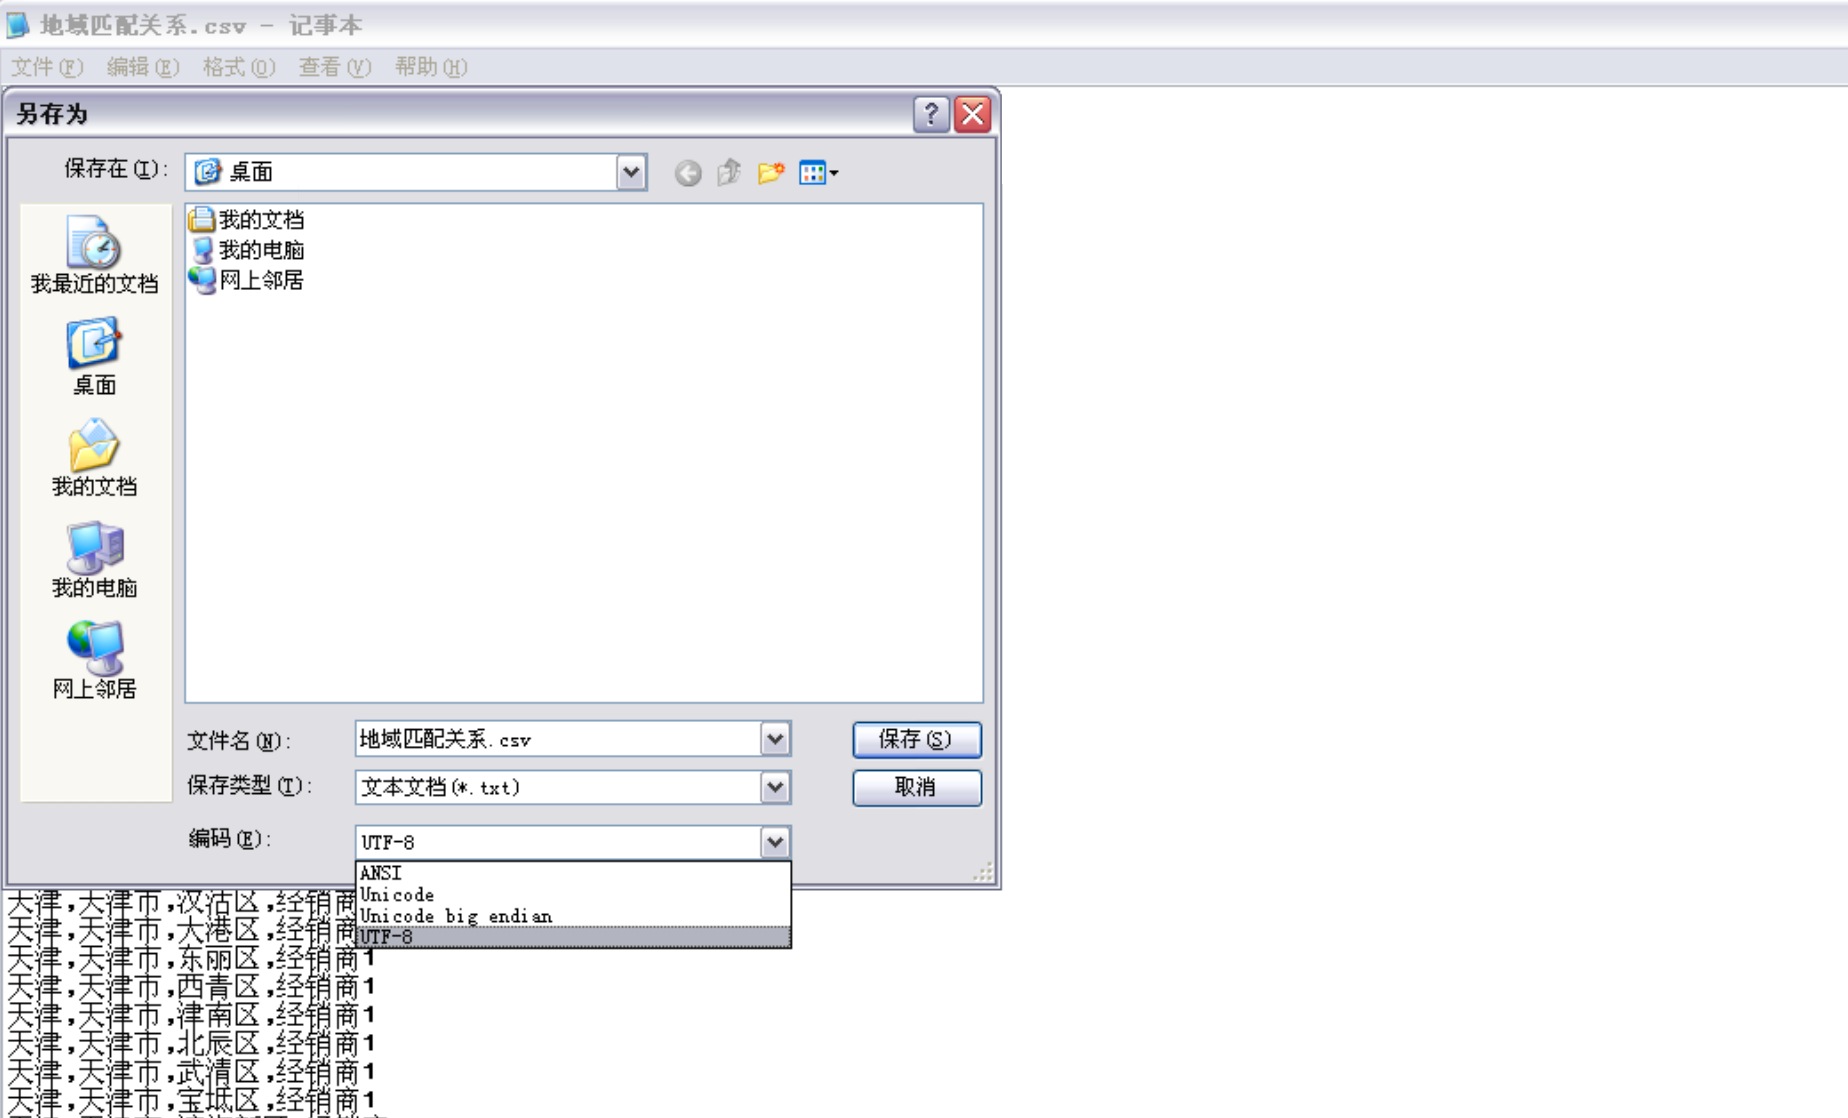 地域匹配关系.csv - 记事本
文件(F) 编辑(E) 格式(O) 查看(V) 帮助(H)
另存为
保存在(I): 桌面
我的文档
我的电脑
网上邻居
我最近的文档
桌面
我的文档
我的电脑
网上邻居
文件名(N): 地域匹配关系.csv 保存(S)
保存类型(T): 文本文档(*.txt) 取消
编码(E): UTF-8
ANSI
Unicode
Unicode big endian
UTF-8
天津,天津市,汉沽区,经销商
天津,天津市,大港区,经销商
天津,天津市,东丽区,经销商1
天津,天津市,西青区,经销商1
天津,天津市,津南区,经销商1
天津,天津市,北辰区,经销商1
天津,天津市,武清区,经销商1
天津,天津市,宝坻区,经销商1